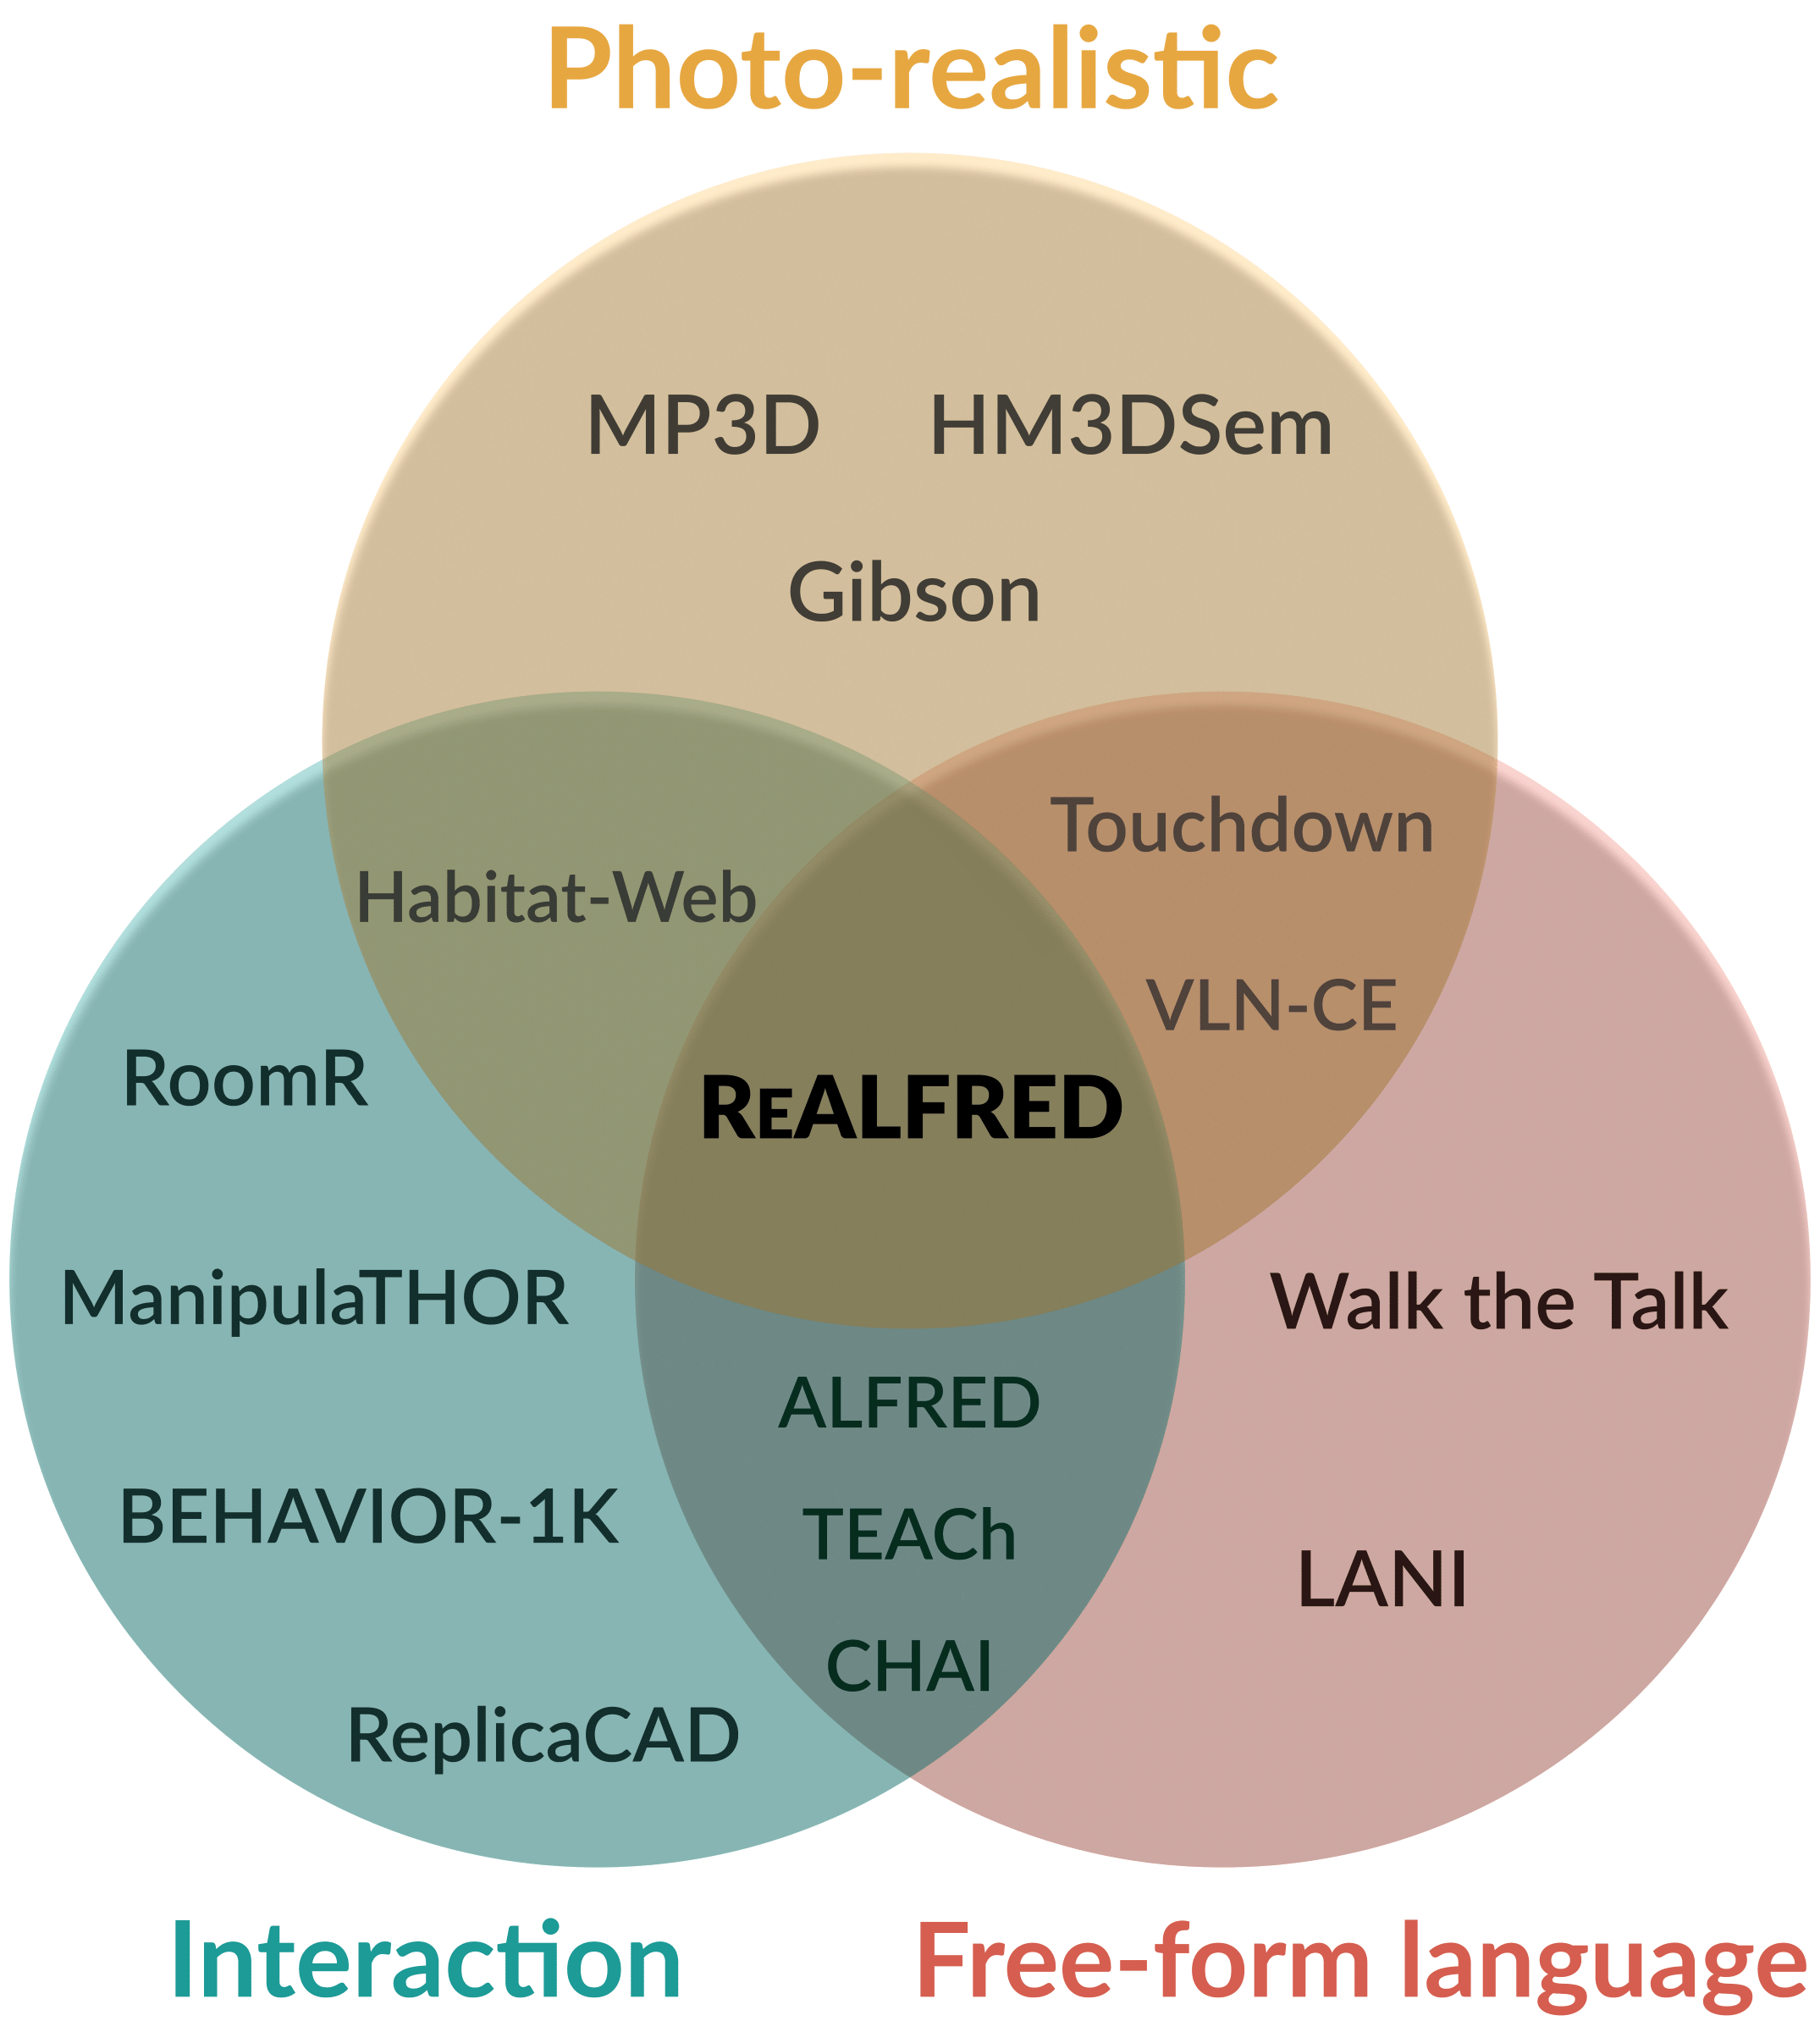 Photo-realistic
MP3D HM3DSem
Gibson
Touchdown
Habitat-Web
VLN-CE
RoomR
REALFRED
ManipulaTHOR
Walk the Talk
ALFRED
BEHAVIOR-1K
TEACh
LANI
CHAI
ReplicaCAD
Interaction
Free-form language